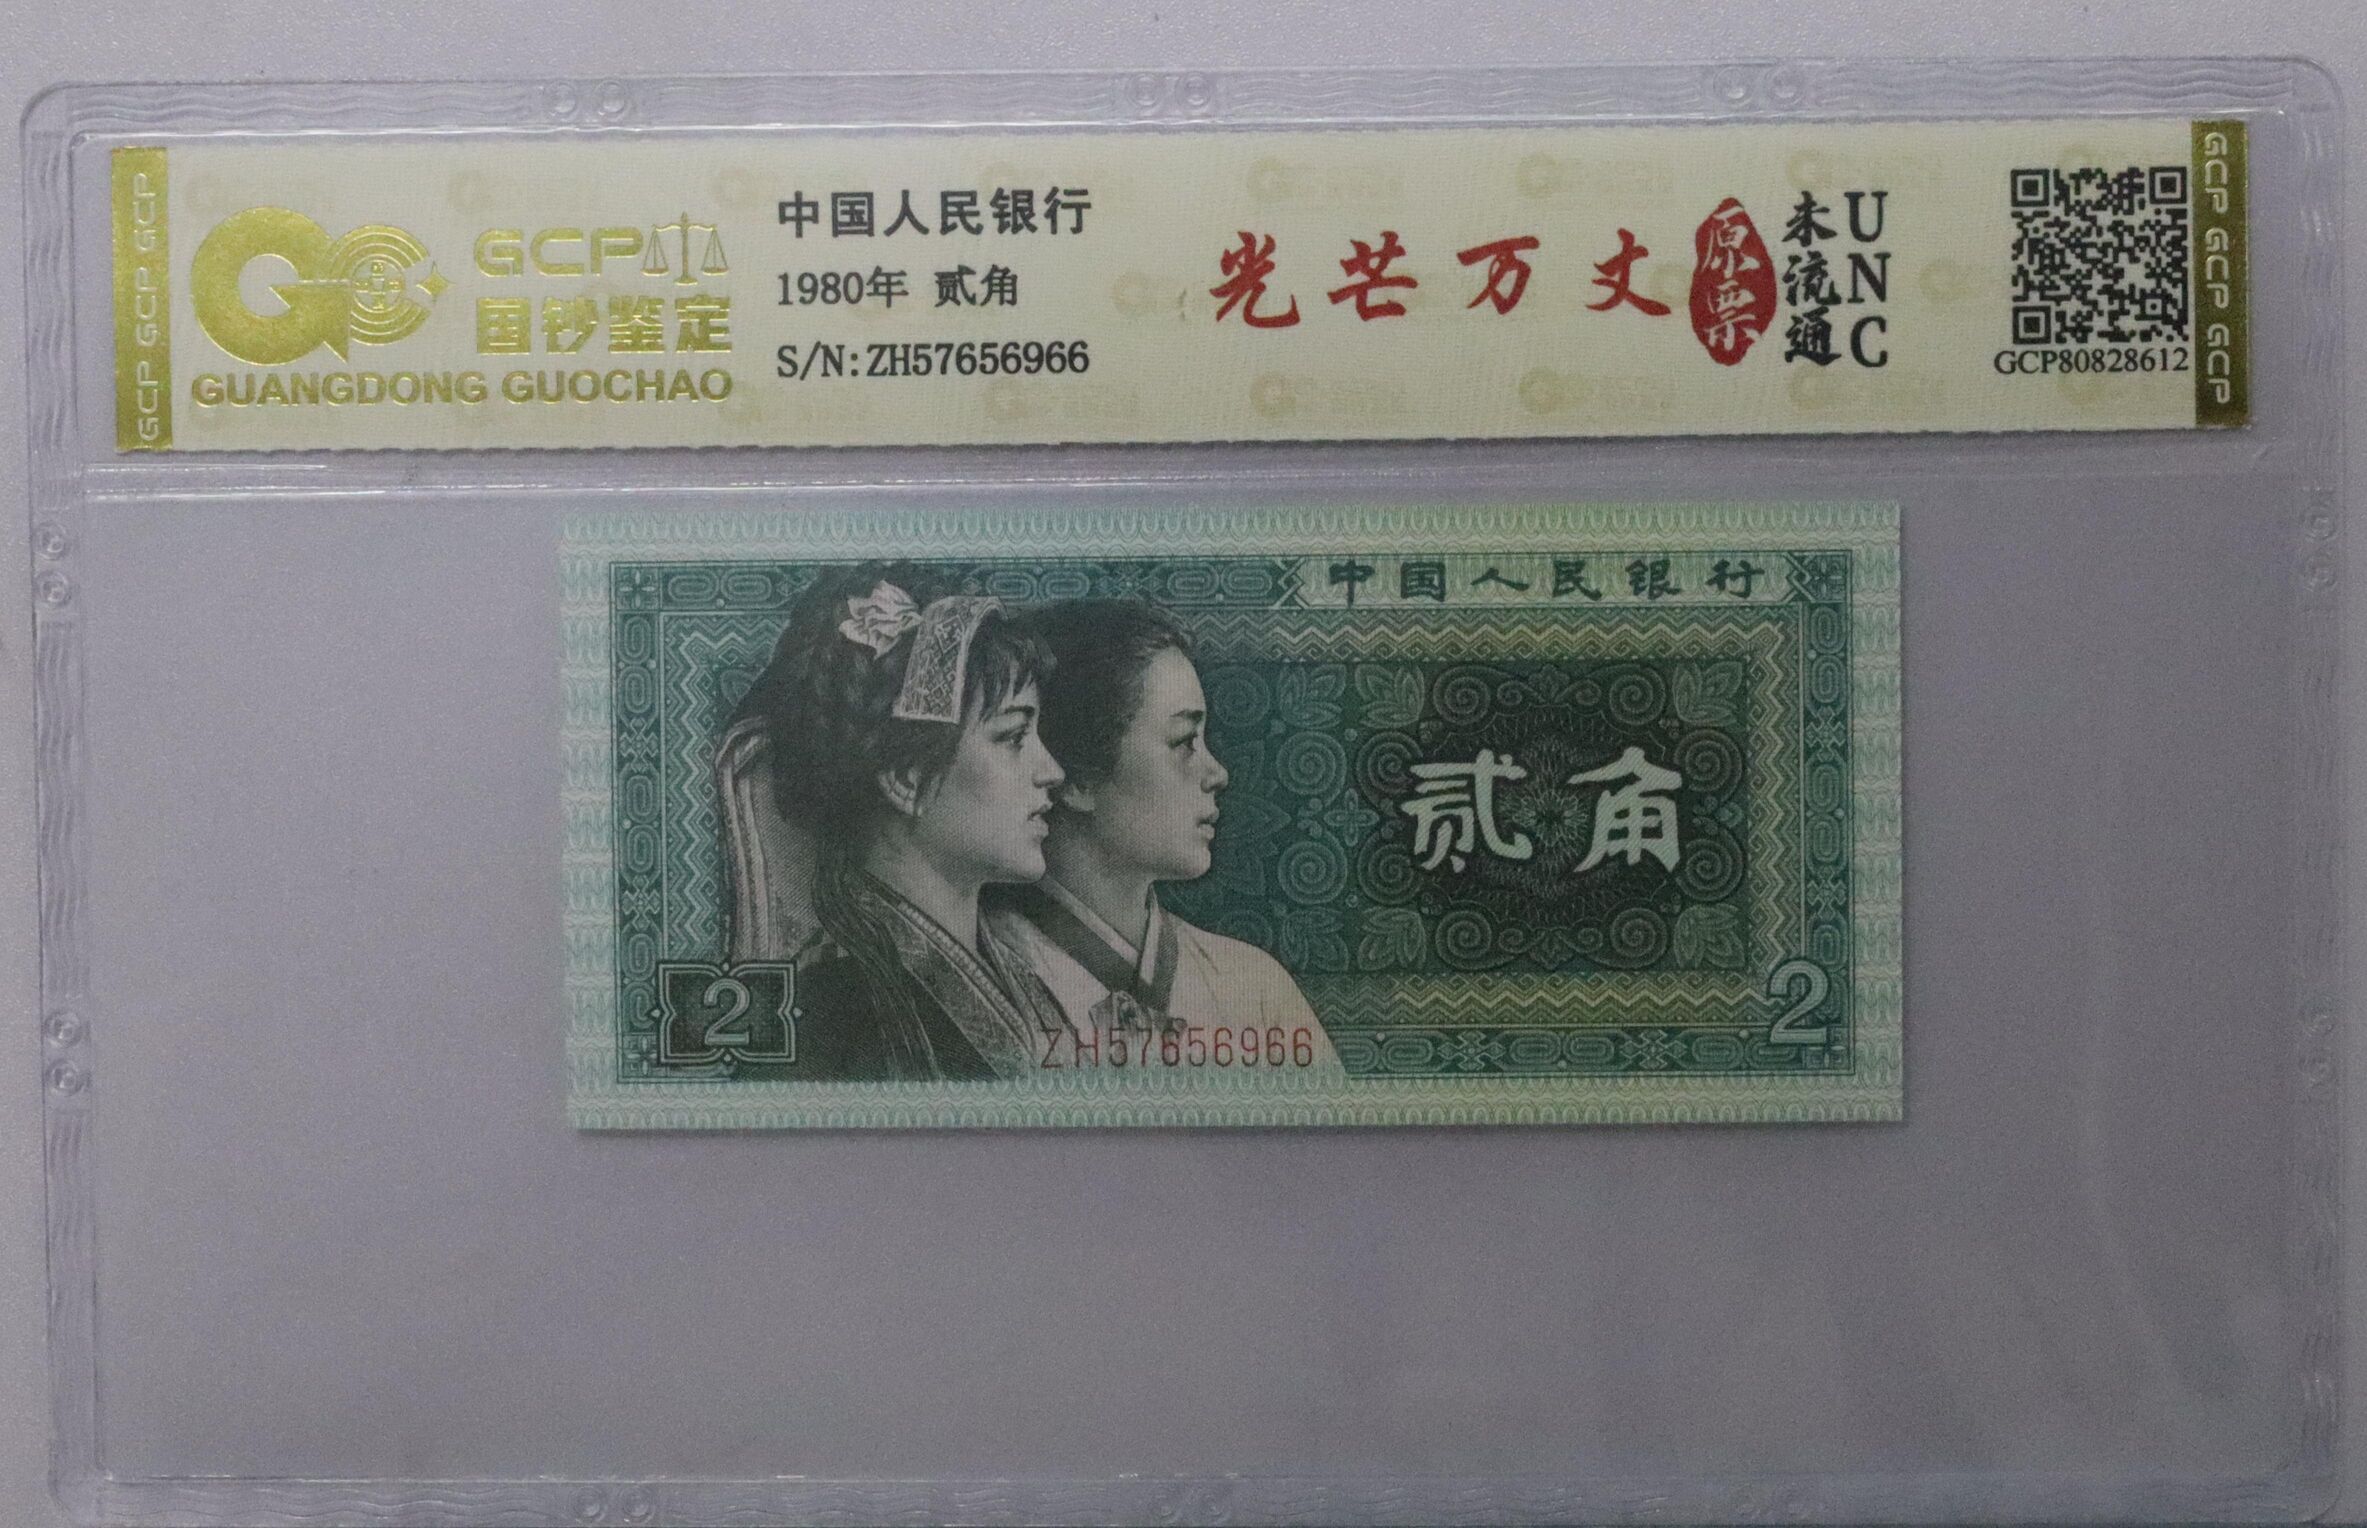 GCP GCP GCP
GCP
国钞鉴定
GUANGDONG GUOCHAO
中国人民银行
1980年 贰角
S/N:ZH57656966
光芒万丈
原票
未流通
UNC
GCP80828612
GCP GCP GCP
中国人民银行
贰角
2
2
ZH57656966